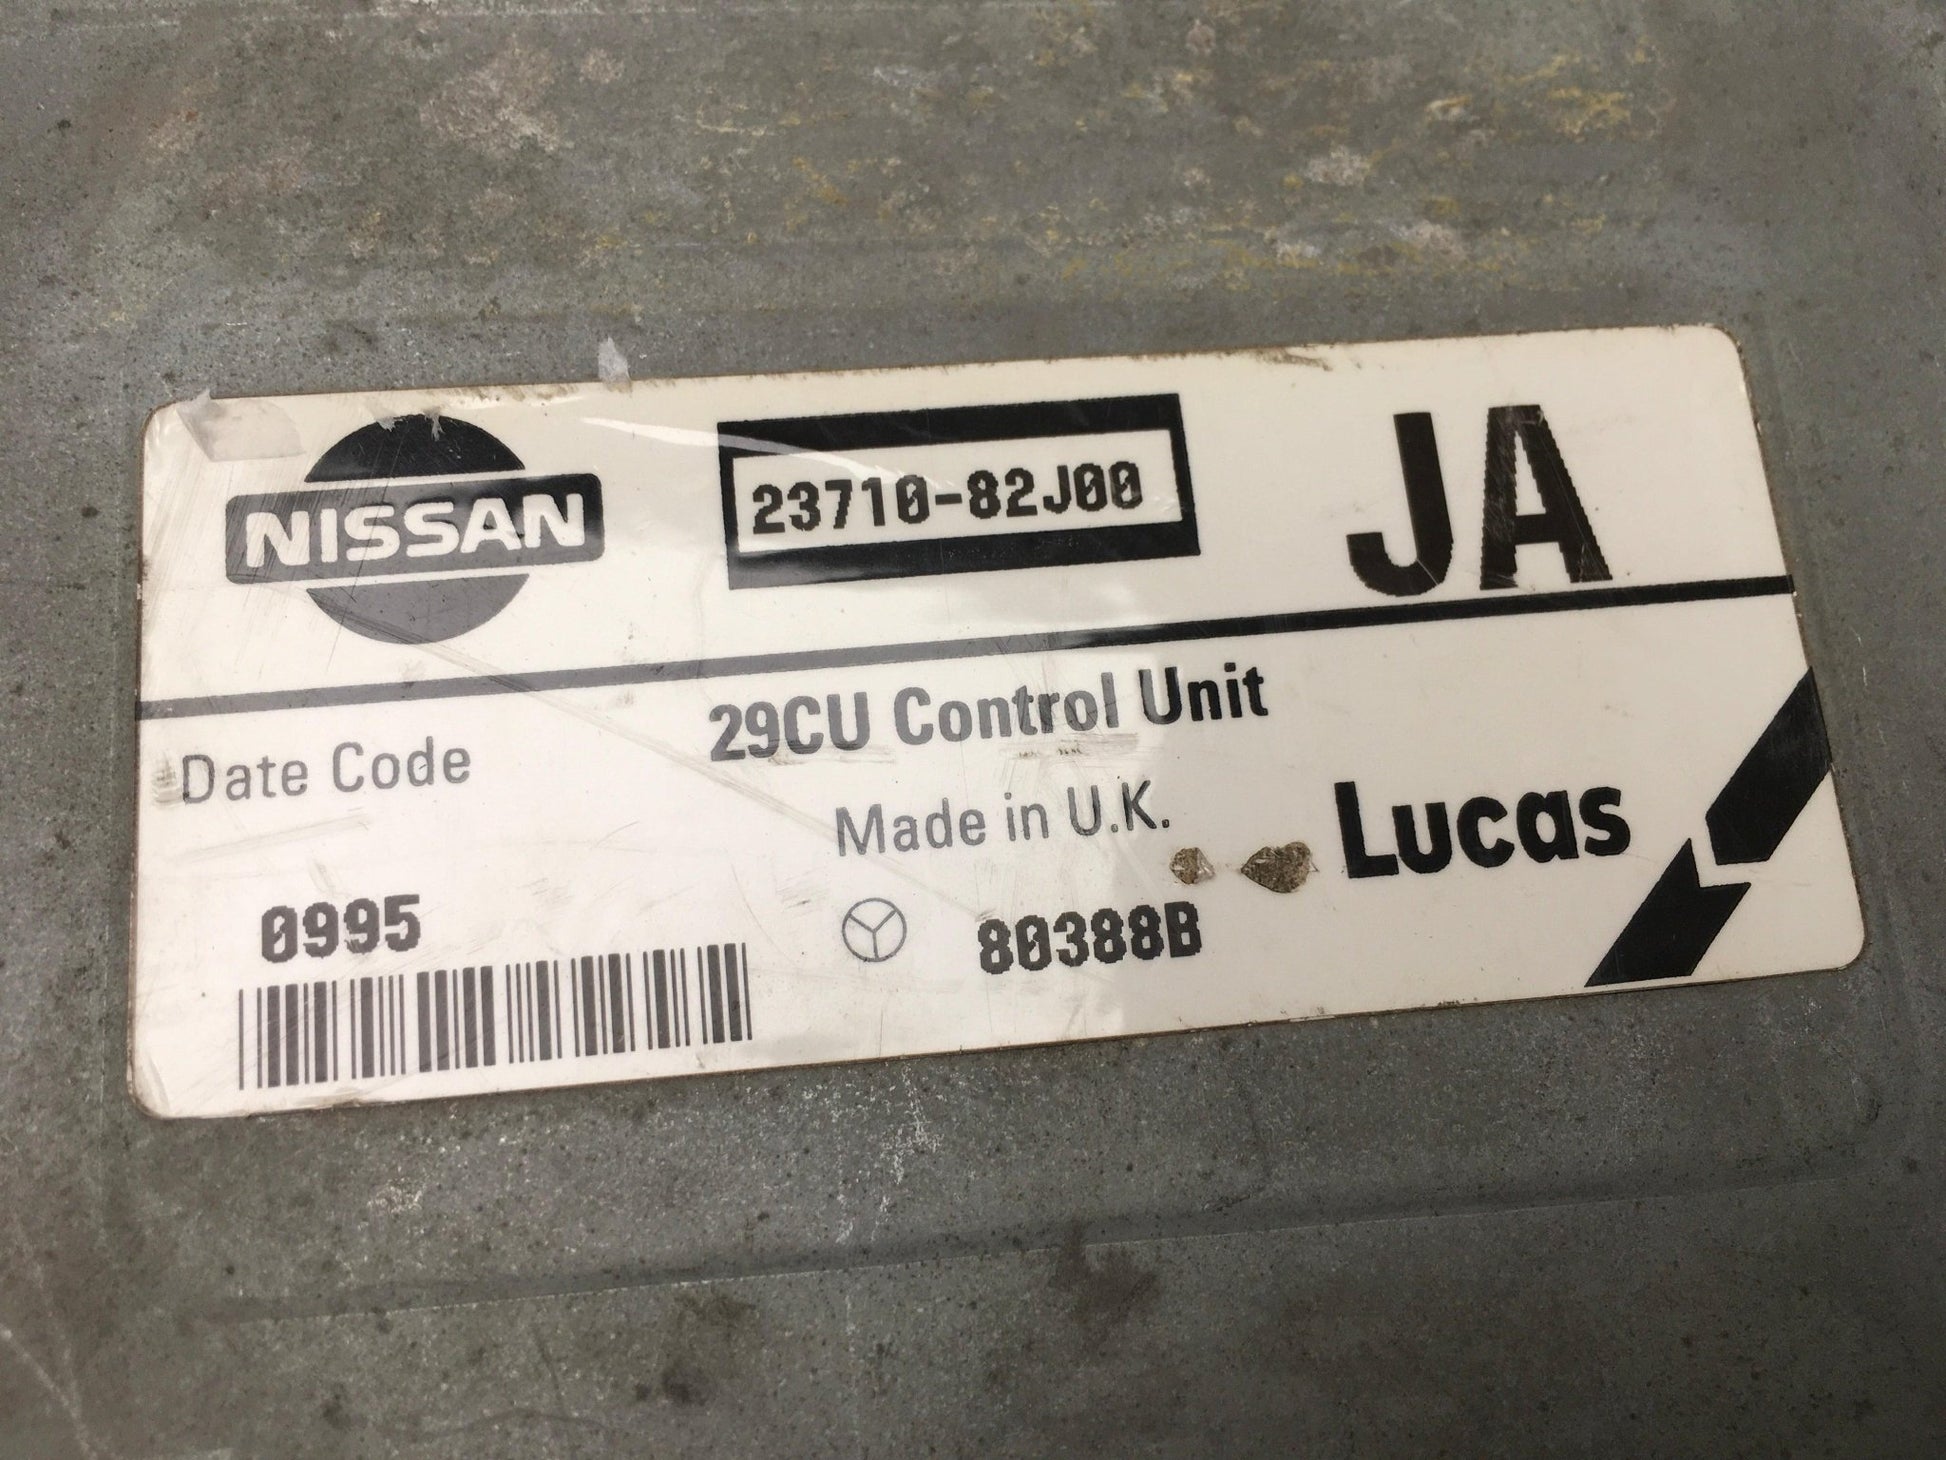 NISSAN
23710-82J00
JA
29CU Control Unit
Date Code
Made in U.K.
Lucas
0995
80388B